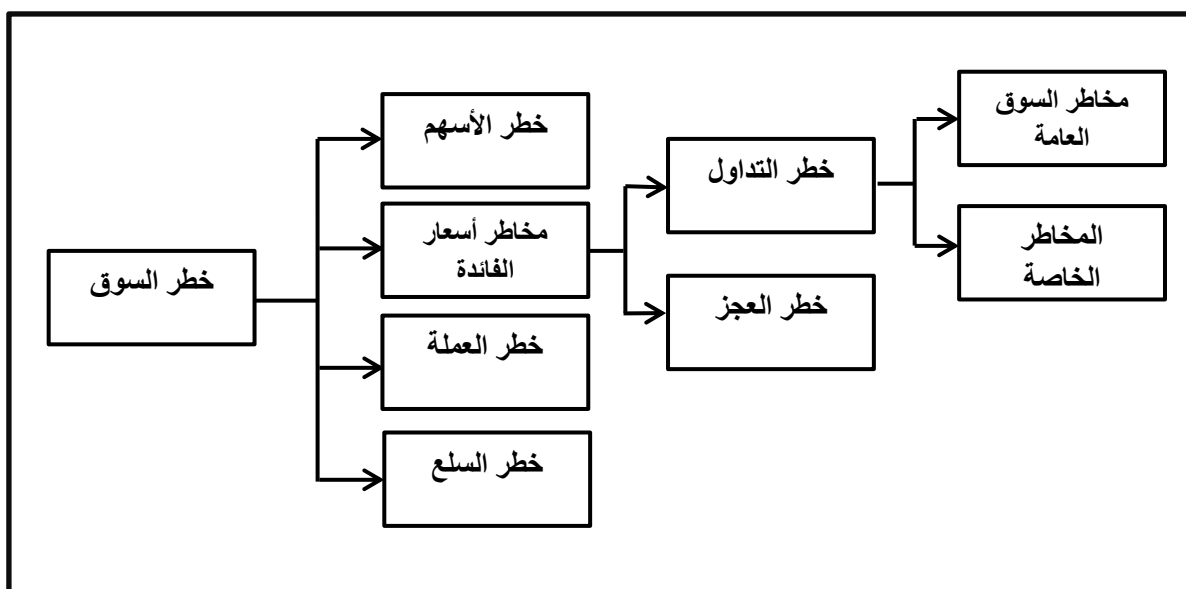 خطر السوق
خطر الأسهم
مخاطر أسعار
الفائدة
خطر العملة
خطر السلع
خطر التداول
خطر العجز
مخاطر السوق
العامة
المخاطر
الخاصة